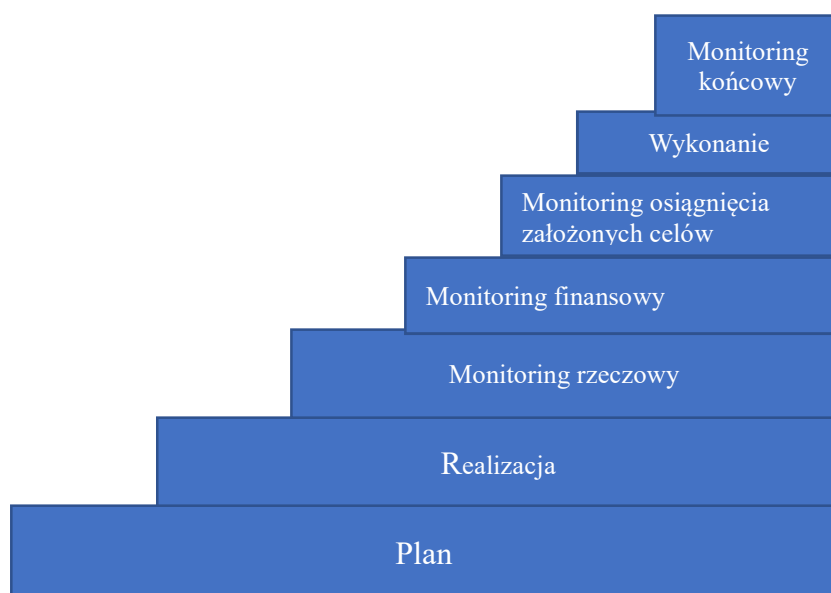 Monitoring
końcowy
Wykonanie
Monitoring osiągnięcia
założonych celów
Monitoring finansowy
Monitoring rzeczowy
Realizacja
Plan